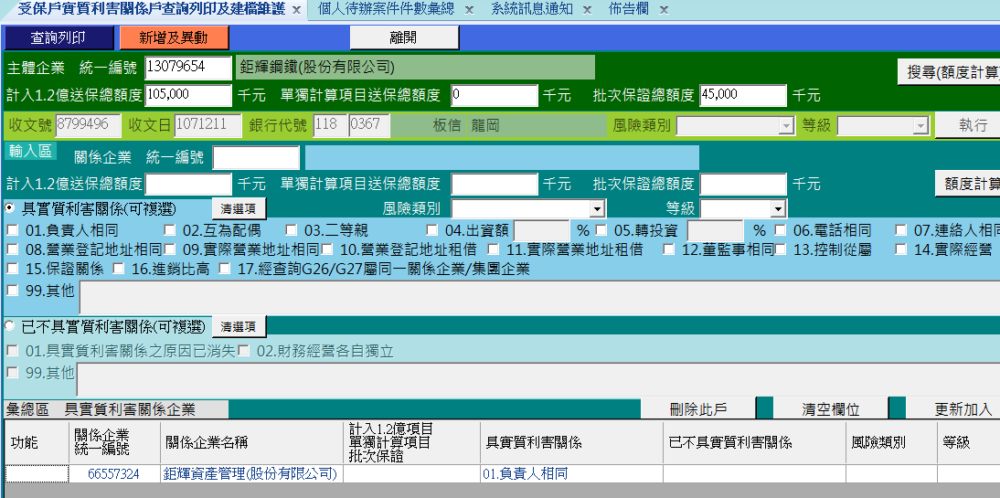 受保戶實質利害關係戶查詢列印及建檔維護 × 個人待辦案件件數彙總 × 系統訊息通知 × 佈告欄 ×
查詢列印 新增及異動 離開
主體企業 統一編號 13079654 鉅輝鋼鐵(股份有限公司) 搜尋(額度計算)
計入1.2億送保總額度 105,000 千元 單獨計算項目送保總額度 0 千元 批次保證總額度 45,000 千元
收文號 8799496 收文日 1071211 銀行代號 118 0367 板信 龍岡 風險類別 等級 執行
輸入區 關係企業 統一編號
計入1.2億送保總額度 千元 單獨計算項目送保總額度 千元 批次保證總額度 千元 額度計算
具實質利害關係(可複選) 清選項 風險類別 等級
01.負責人相同 02.互為配偶 03.二等親 04.出資額 % 05.轉投資 % 06.電話相同 07.連絡人相同
08.營業登記地址相同 09.實際營業地址相同 10.營業登記地址租借 11.實際營業地址租借 12.董監事相同 13.控制從屬 14.實際經營
15.保證關係 16.進銷比高 17.經查詢G26/G27屬同一關係企業/集團企業
99.其他
已不具實質利害關係(可複選) 清選項
01.具實質利害關係之原因已消失 02.財務經營各自獨立
99.其他
彙總區 具實質利害關係企業 刪除此戶 清空欄位 更新加入
功能 關係企業 統一編號 關係企業名稱 計入1.2億項目 單獨計算項目 批次保證 具實質利害關係 已不具實質利害關係 風險類別 等級
66557324 鉅輝資產管理(股份有限公司) 01.負責人相同